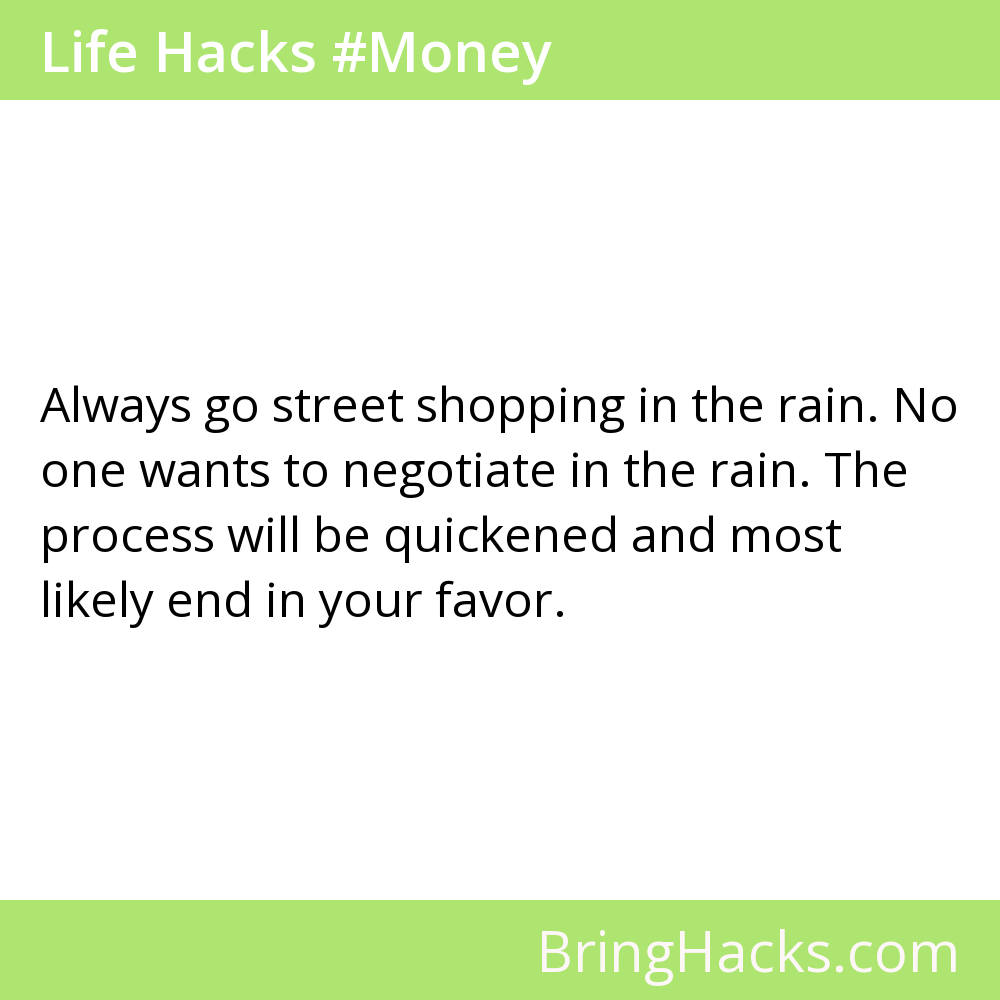 Life Hacks #Money
Always go street shopping in the rain. No
one wants to negotiate in the rain. The
process will be quickened and most
likely end in your favor.
BringHacks.com